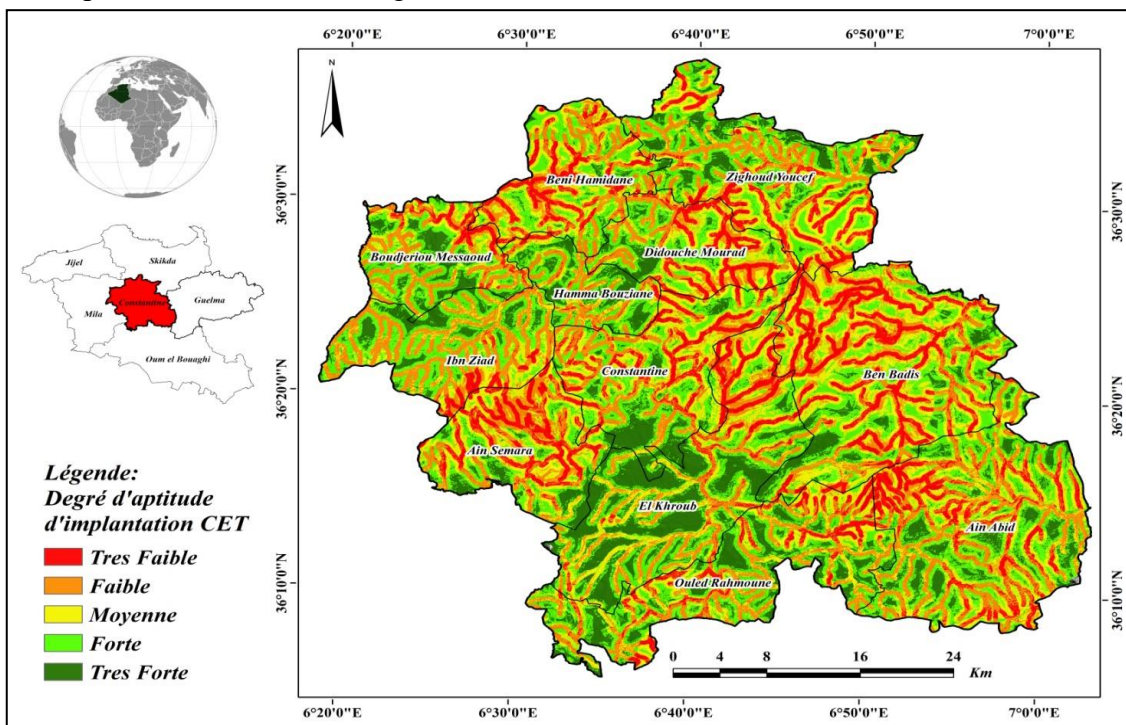 6°20'0"E 6°30'0"E 6°40'0"E 6°50'0"E 7°0'0"E
N
36°30'0"N
36°20'0"N
36°10'0"N
36°30'0"N
36°20'0"N
36°10'0"N
Beni Hamidane
Zighoud Youcef
Boudjeriou Messaoud
Didouche Mourad
Hamma Bouziane
Ibn Ziad
Constantine
Ben Badis
Ain Semara
El Khroub
Ain Abid
Ouled Rahmoune
Jijel
Skikda
Constantine
Guelma
Mila
Oum el Bouaghi
Légende:
Degré d'aptitude
d'implantation CET
Tres Faible
Faible
Moyenne
Forte
Tres Forte
0 4 8 16 24
Km
6°20'0"E 6°30'0"E 6°40'0"E 6°50'0"E 7°0'0"E